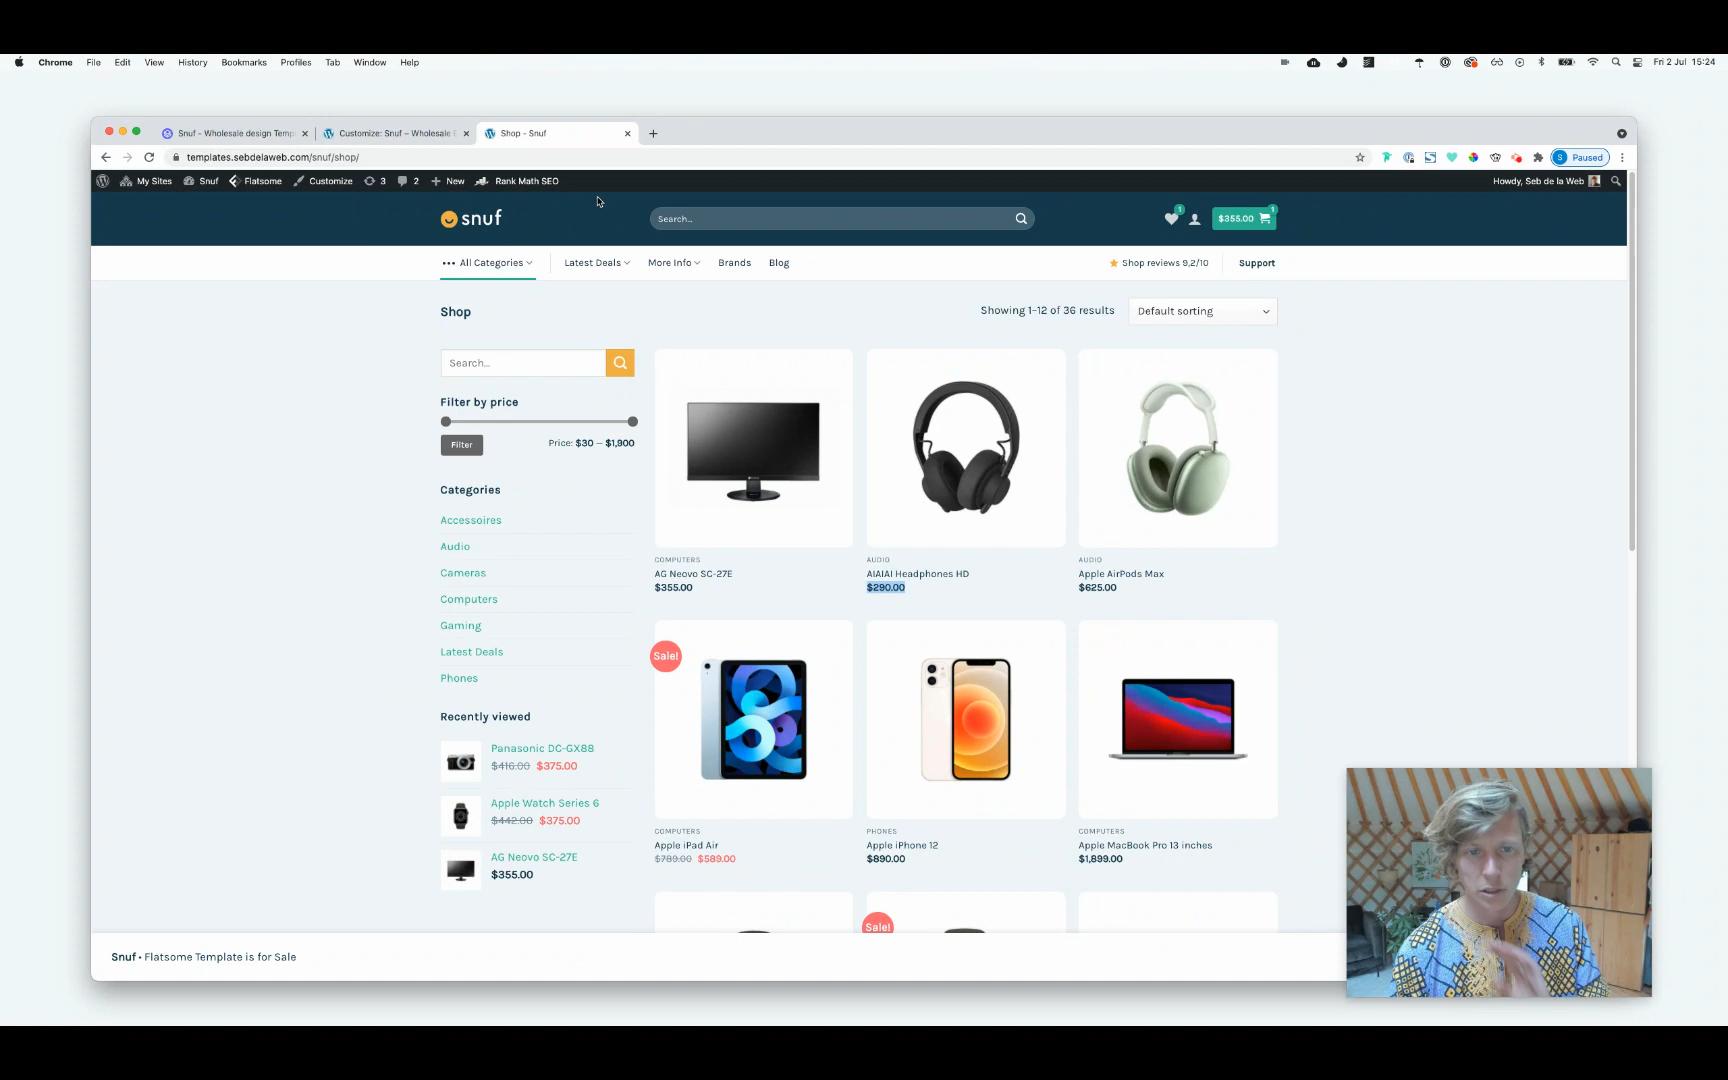 Chrome File Edit View History Bookmarks Profiles Tab Window Help Fri 2 Jul 15:24
Snuf - Wholesale design Temp Customize: Snuf – Wholesale Shop - Snuf
templates.sebdelaweb.com/snuf/shop/ S Paused
My Sites Snuf Flatsome Customize 3 2 New Rank Math SEO Howdy, Seb de la Web
snuf Search... 1 $355.00 1
All Categories Latest Deals More Info Brands Blog Shop reviews 9,2/10 Support
Shop Showing 1–12 of 36 results Default sorting
Search...
Filter by price
Filter Price: $30 — $1,900
Categories
Accessoires
Audio
Cameras
Computers
Gaming
Latest Deals
Phones
Recently viewed
Panasonic DC-GX88
$416.00 $375.00
Apple Watch Series 6
$442.00 $375.00
AG Neovo SC-27E
$355.00
COMPUTERS
AG Neovo SC-27E
$355.00
AUDIO
AIAIAI Headphones HD
$290.00
AUDIO
Apple AirPods Max
$625.00
Sale!
COMPUTERS
Apple iPad Air
$789.00 $589.00
PHONES
Apple iPhone 12
$890.00
COMPUTERS
Apple MacBook Pro 13 inches
$1,899.00
Sale!
Snuf • Flatsome Template is for Sale